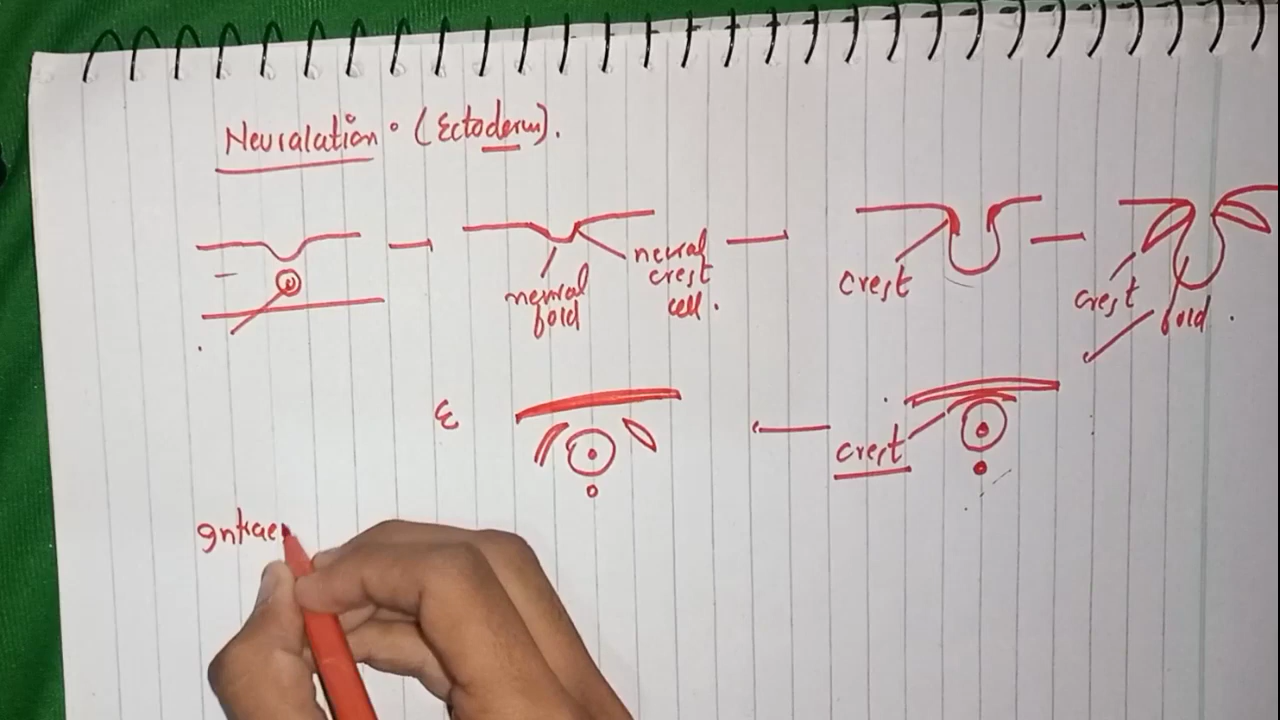 Neuralation (Ectoderm).
neural fold
neural crest cell.
crest
crest
fold.
crest